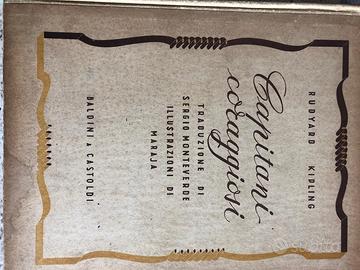 RUDYARD KIPLING
Capitani
coraggiosi
TRADUZIONE DI
SERGIO MONTEVERDE
ILLUSTRAZIONI DI
MARAJA
BALDINI & CASTOLDI